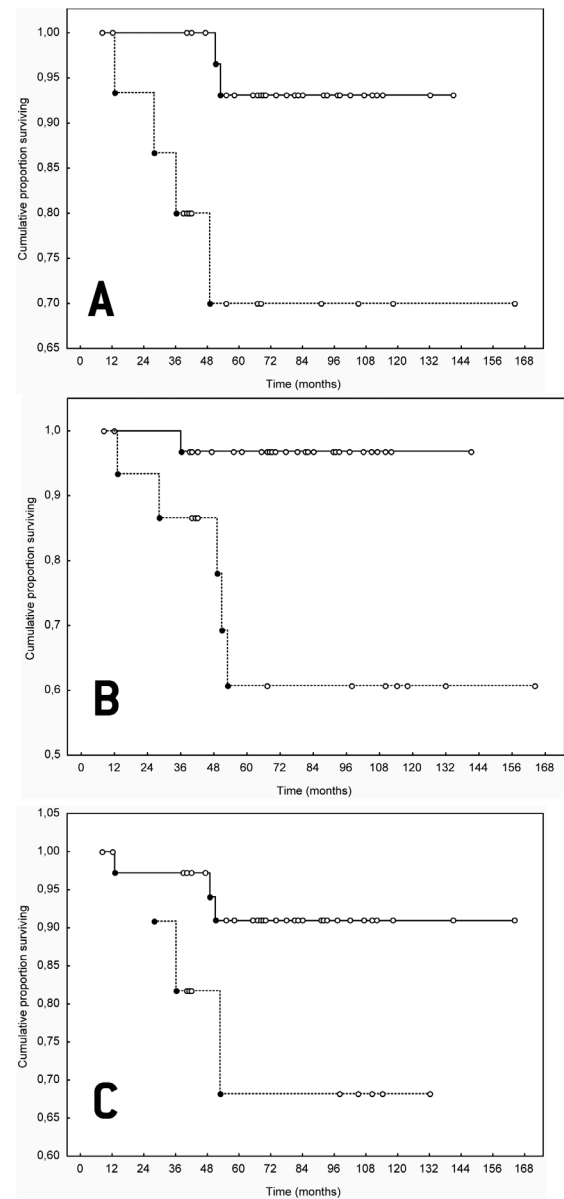 1,00
0,95
0,90
0,85
0,80
0,75
0,70
0,65
Cumulative proportion surviving
A
0 12 24 36 48 60 72 84 96 108 120 132 144 156 168
Time (months)
1,0
0,9
0,8
0,7
0,6
0,5
Cumulative proportion surviving
B
0 12 24 36 48 60 72 84 96 108 120 132 144 156 168
Time (months)
1,05
1,00
0,95
0,90
0,85
0,80
0,75
0,70
0,65
0,60
Cumulative proportion surviving
C
0 12 24 36 48 60 72 84 96 108 120 132 144 156 168
Time (months)